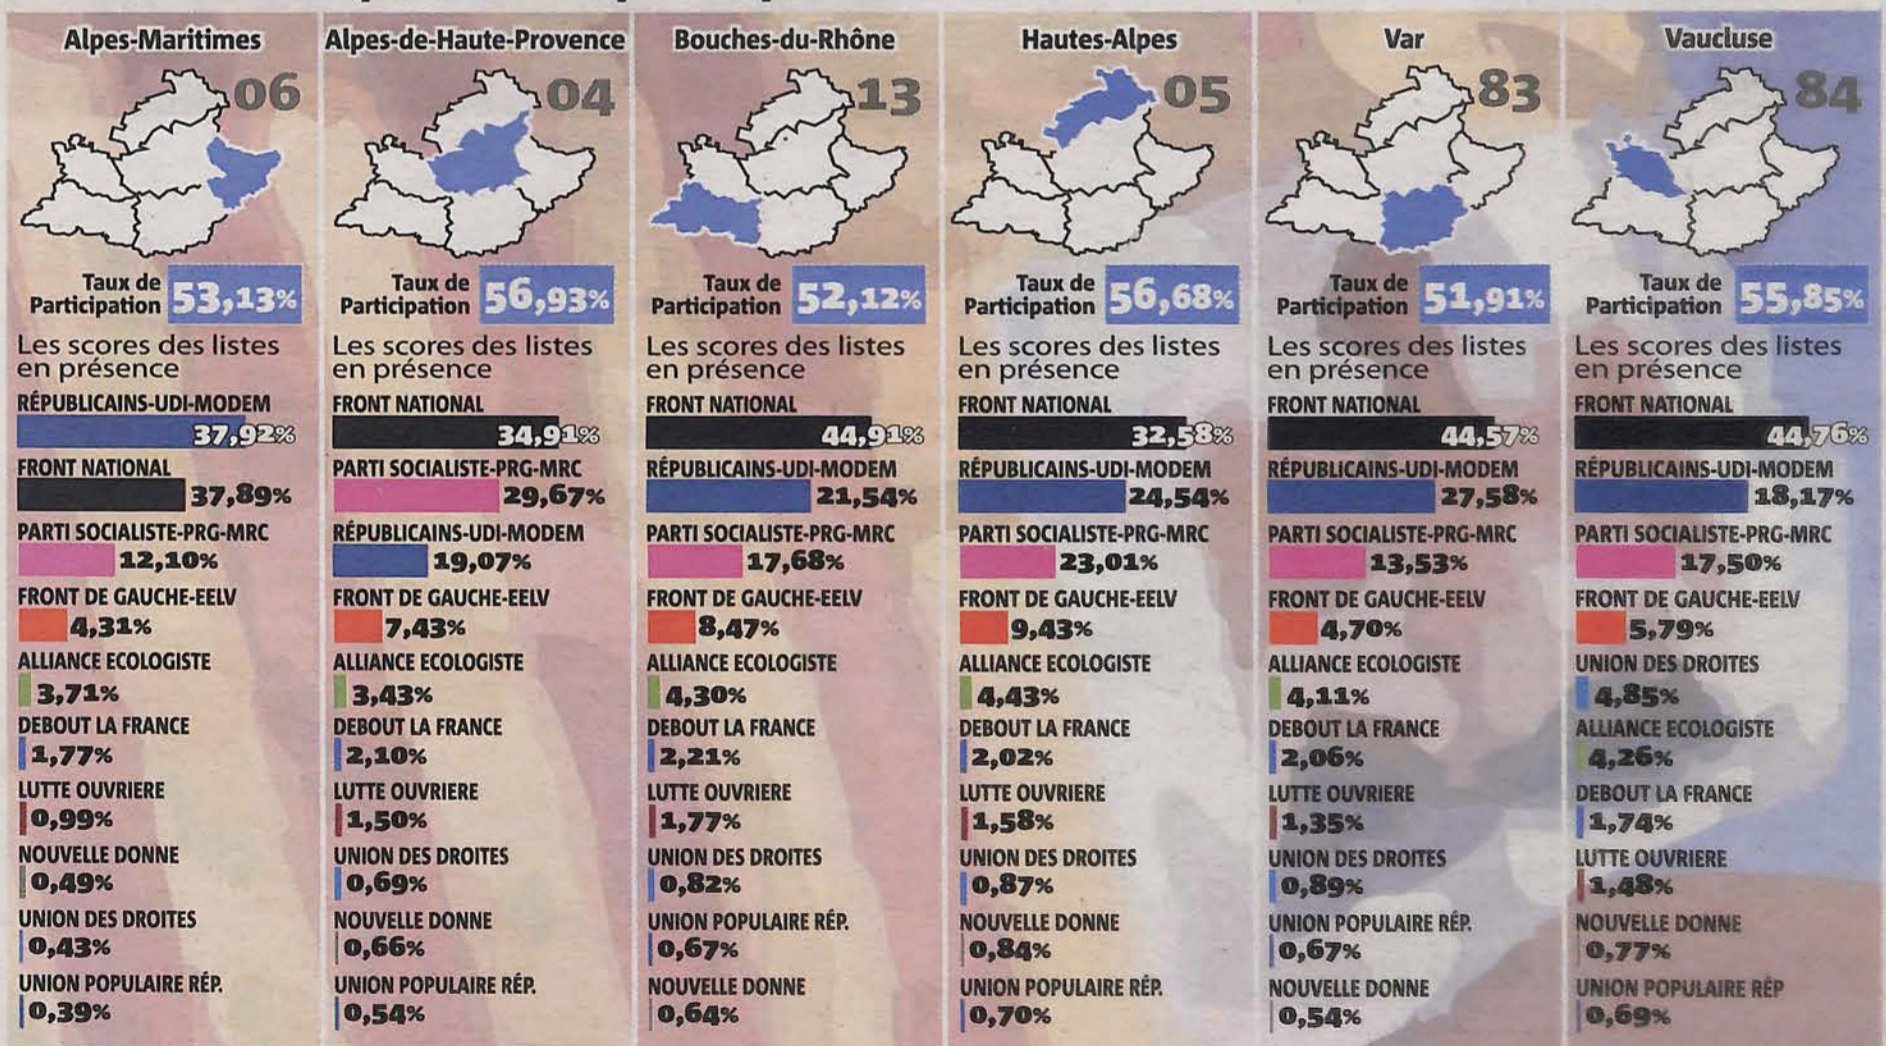 Alpes-Maritimes
06
Taux de
Participation 53,13%
Les scores des listes
en présence
RÉPUBLICAINS-UDI-MODEM
37,92%
FRONT NATIONAL
37,89%
PARTI SOCIALISTE-PRG-MRC
12,10%
FRONT DE GAUCHE-EELV
4,31%
ALLIANCE ECOLOGISTE
3,71%
DEBOUT LA FRANCE
1,77%
LUTTE OUVRIERE
0,99%
NOUVELLE DONNE
0,49%
UNION DES DROITES
0,43%
UNION POPULAIRE RÉP.
0,39%
Alpes-de-Haute-Provence
04
Taux de
Participation 56,93%
Les scores des listes
en présence
FRONT NATIONAL
34,91%
PARTI SOCIALISTE-PRG-MRC
29,67%
RÉPUBLICAINS-UDI-MODEM
19,07%
FRONT DE GAUCHE-EELV
7,43%
ALLIANCE ECOLOGISTE
3,43%
DEBOUT LA FRANCE
2,10%
LUTTE OUVRIERE
1,50%
UNION DES DROITES
0,69%
NOUVELLE DONNE
0,66%
UNION POPULAIRE RÉP.
0,54%
Bouches-du-Rhône
13
Taux de
Participation 52,12%
Les scores des listes
en présence
FRONT NATIONAL
44,91%
RÉPUBLICAINS-UDI-MODEM
21,54%
PARTI SOCIALISTE-PRG-MRC
17,68%
FRONT DE GAUCHE-EELV
8,47%
ALLIANCE ECOLOGISTE
4,30%
DEBOUT LA FRANCE
2,21%
LUTTE OUVRIERE
1,77%
UNION DES DROITES
0,82%
UNION POPULAIRE RÉP.
0,67%
NOUVELLE DONNE
0,64%
Hautes-Alpes
05
Taux de
Participation 56,68%
Les scores des listes
en présence
FRONT NATIONAL
32,58%
RÉPUBLICAINS-UDI-MODEM
24,54%
PARTI SOCIALISTE-PRG-MRC
23,01%
FRONT DE GAUCHE-EELV
9,43%
ALLIANCE ECOLOGISTE
4,43%
DEBOUT LA FRANCE
2,02%
LUTTE OUVRIERE
1,58%
UNION DES DROITES
0,87%
NOUVELLE DONNE
0,84%
UNION POPULAIRE RÉP.
0,70%
Var
83
Taux de
Participation 51,91%
Les scores des listes
en présence
FRONT NATIONAL
44,57%
RÉPUBLICAINS-UDI-MODEM
27,58%
PARTI SOCIALISTE-PRG-MRC
13,53%
FRONT DE GAUCHE-EELV
4,70%
ALLIANCE ECOLOGISTE
4,11%
DEBOUT LA FRANCE
2,06%
LUTTE OUVRIERE
1,35%
UNION DES DROITES
0,89%
UNION POPULAIRE RÉP.
0,67%
NOUVELLE DONNE
0,54%
Vaucluse
84
Taux de
Participation 55,85%
Les scores des listes
en présence
FRONT NATIONAL
44,76%
RÉPUBLICAINS-UDI-MODEM
18,17%
PARTI SOCIALISTE-PRG-MRC
17,50%
FRONT DE GAUCHE-EELV
5,79%
UNION DES DROITES
4,85%
ALLIANCE ECOLOGISTE
4,26%
DEBOUT LA FRANCE
1,74%
LUTTE OUVRIERE
1,48%
NOUVELLE DONNE
0,77%
UNION POPULAIRE RÉP
0,69%